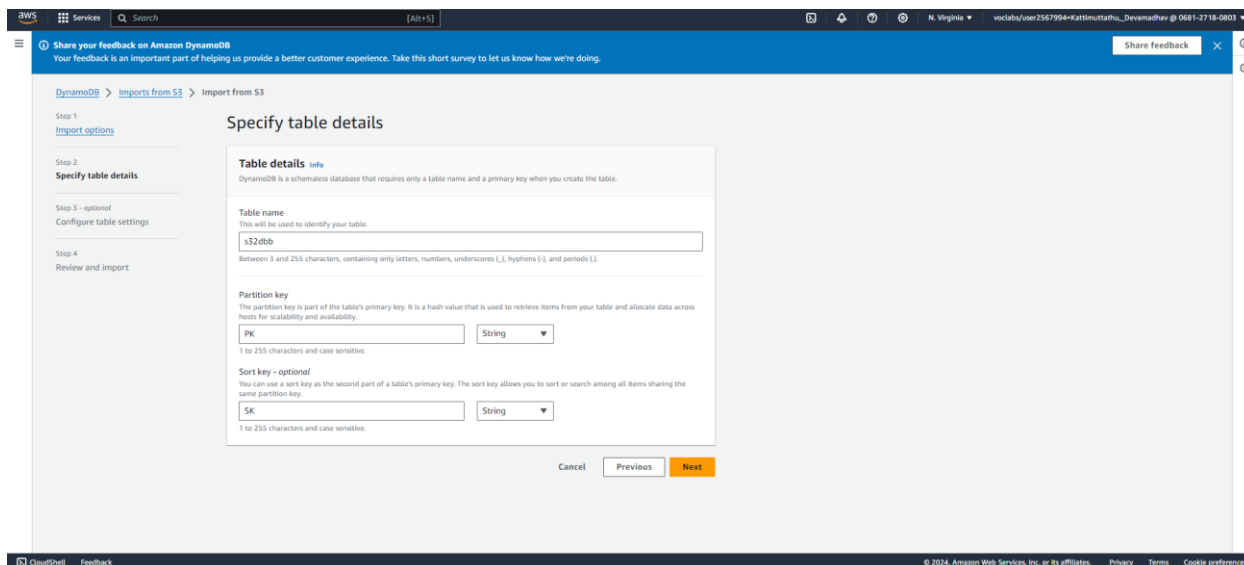 aws
Services
Search
[Alt+S]
N. Virginia
voclabs/user2567994=Kattimuttathu,_Devamadhav @ 0681-2718-0803
Share your feedback on Amazon DynamoDB
Your feedback is an important part of helping us provide a better customer experience. Take this short survey to let us know how we're doing.
Share feedback
DynamoDB > Imports from S3 > Import from S3
Step 1
Import options
Step 2
Specify table details
Step 3 - optional
Configure table settings
Step 4
Review and import
Specify table details
Table details Info
DynamoDB is a schemaless database that requires only a table name and a primary key when you create the table.
Table name
This will be used to identify your table.
s32dbb
Between 3 and 255 characters, containing only letters, numbers, underscores (_), hyphens (-), and periods (.).
Partition key
The partition key is part of the table's primary key. It is a hash value that is used to retrieve items from your table and allocate data across
hosts for scalability and availability.
PK
String
1 to 255 characters and case sensitive.
Sort key - optional
You can use a sort key as the second part of a table's primary key. The sort key allows you to sort or search among all items sharing the
same partition key.
SK
String
1 to 255 characters and case sensitive.
Cancel
Previous
Next
CloudShell
Feedback
© 2024, Amazon Web Services, Inc. or its affiliates.
Privacy
Terms
Cookie preference